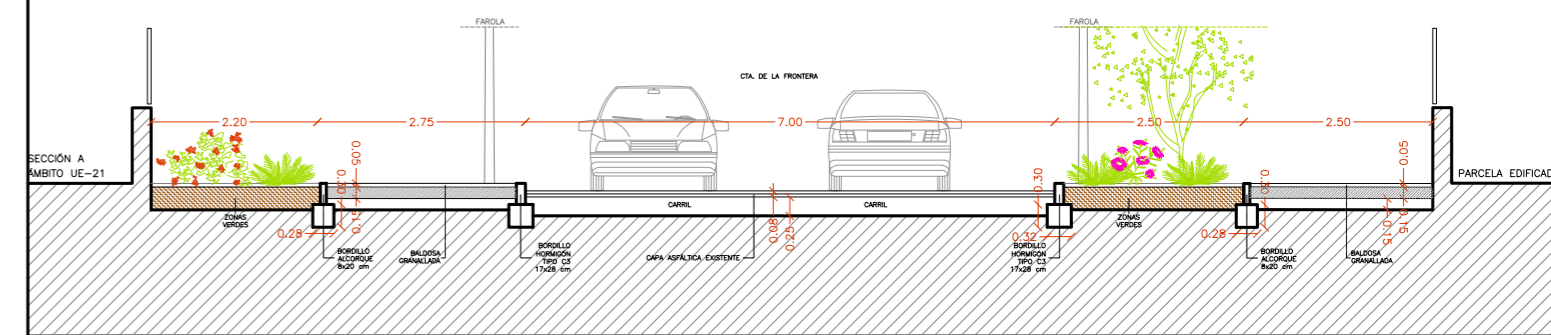 FAROLA
FAROLA
CTA. DE LA FRONTERA
2.20
2.75
7.00
2.50
2.50
SECCIÓN A
ÁMBITO UE-21
PARCELA EDIFICAD
0.05
0.30
0.15
0.28
ZONAS
VERDES
BORDILLO
ALCORQUE
8x20 cm
BALDOSA
GRANALLADA
BORDILLO
HORMIGÓN
TIPO C3
17x28 cm
CARRIL
CARRIL
CAPA ASFÁLTICA EXISTENTE
0.08
0.25
0.30
0.32
BORDILLO
HORMIGÓN
TIPO C3
17x28 cm
ZONAS
VERDES
0.30
0.28
BORDILLO
ALCORQUE
8x20 cm
BALDOSA
GRANALLADA
0.05
0.15
0.15